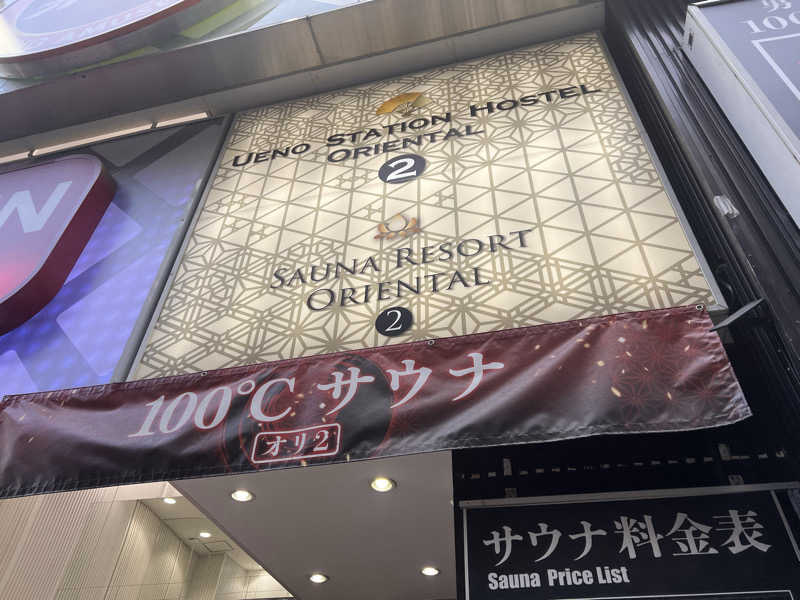 UENO STATION HOSTEL
ORIENTAL
2
SAUNA RESORT
ORIENTAL
2
100℃ サウナ
オリ2
サウナ料金表
Sauna Price List
100